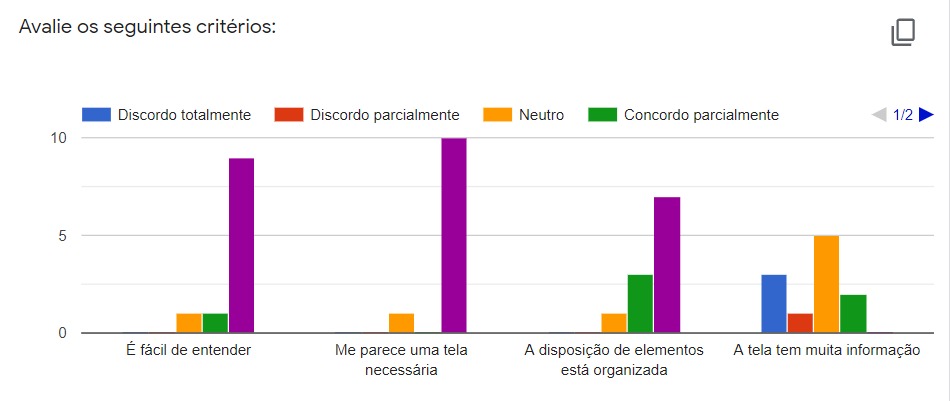 Avalie os seguintes critérios:
Discordo totalmente Discordo parcialmente Neutro Concordo parcialmente 1/2
10
5
0
É fácil de entender Me parece uma tela A disposição de elementos A tela tem muita informação
necessária está organizada